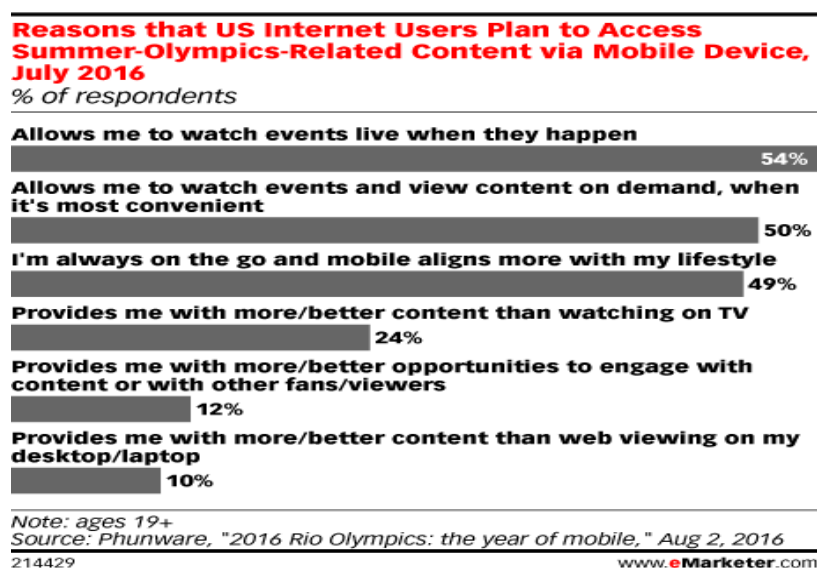 Reasons that US Internet Users Plan to Access
Summer-Olympics-Related Content via Mobile Device,
July 2016
% of respondents
Allows me to watch events live when they happen
54%
Allows me to watch events and view content on demand, when
it's most convenient
50%
I'm always on the go and mobile aligns more with my lifestyle
49%
Provides me with more/better content than watching on TV
24%
Provides me with more/better opportunities to engage with
content or with other fans/viewers
12%
Provides me with more/better content than web viewing on my
desktop/laptop
10%
Note: ages 19+
Source: Phunware, "2016 Rio Olympics: the year of mobile," Aug 2, 2016
214429 www.eMarketer.com